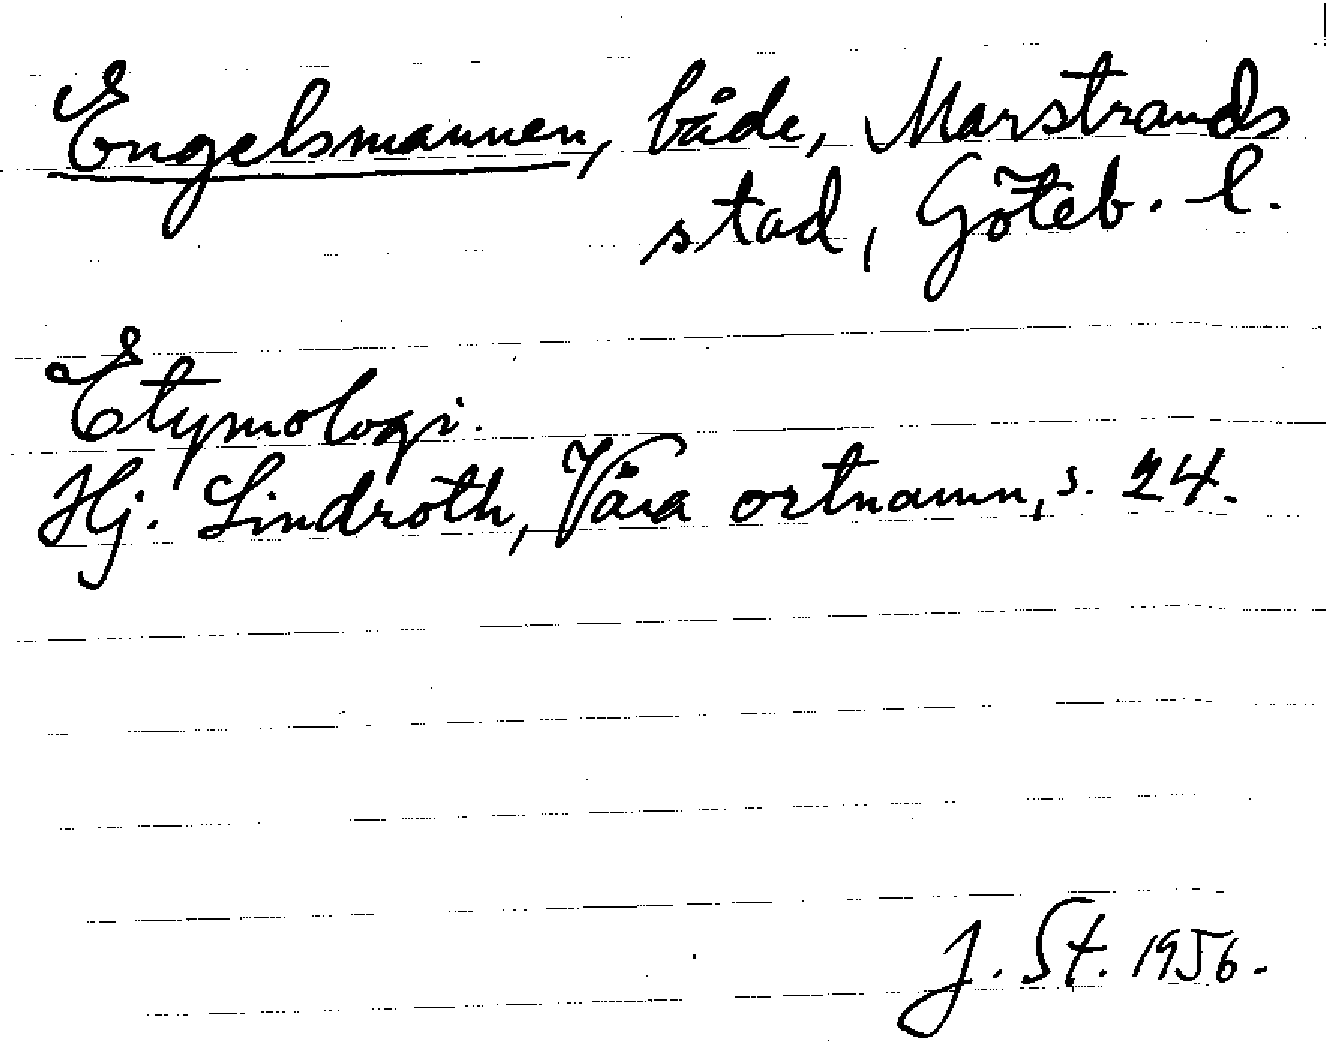 Engelsmannen, både, Marstrands
stad, Göteb. l.
Etymologi.
Hj. Lindroth, Våra ortnamn, s. 24.
J. St. 1956.